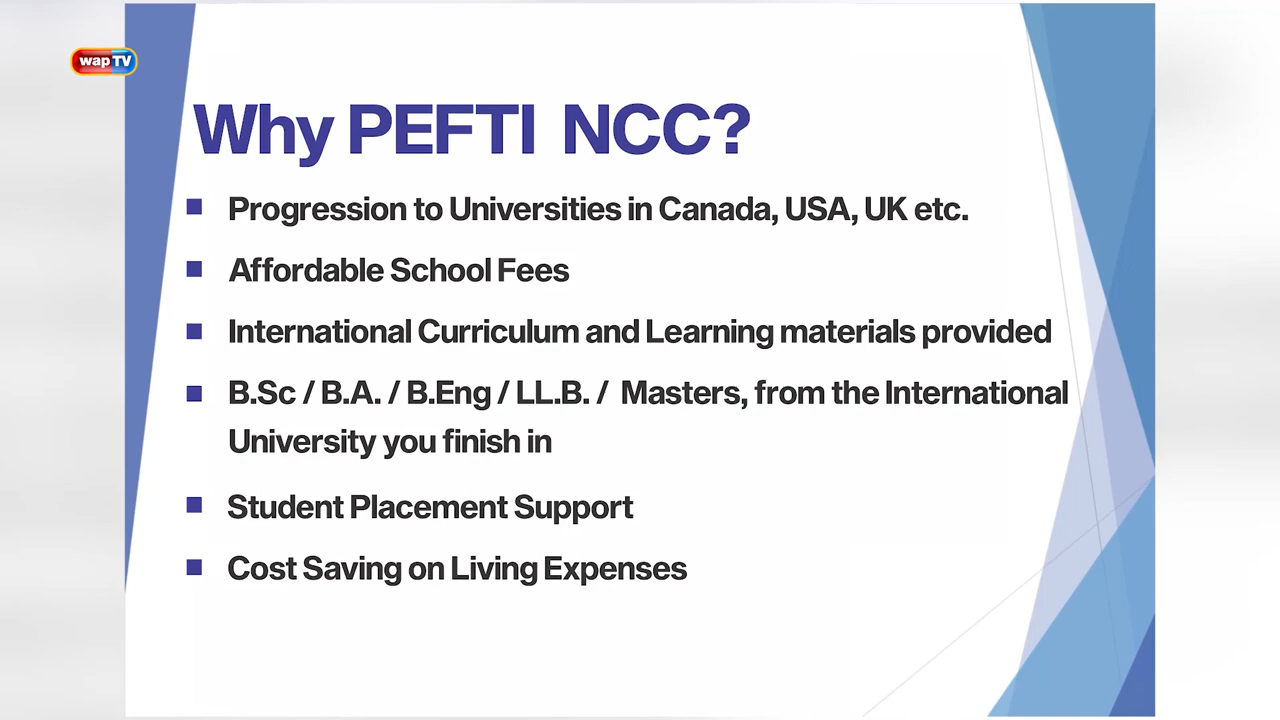 wap TV
Why PEFTI NCC?
Progression to Universities in Canada, USA, UK etc.
Affordable School Fees
International Curriculum and Learning materials provided
B.Sc / B.A. / B.Eng / LL.B. / Masters, from the International
University you finish in
Student Placement Support
Cost Saving on Living Expenses